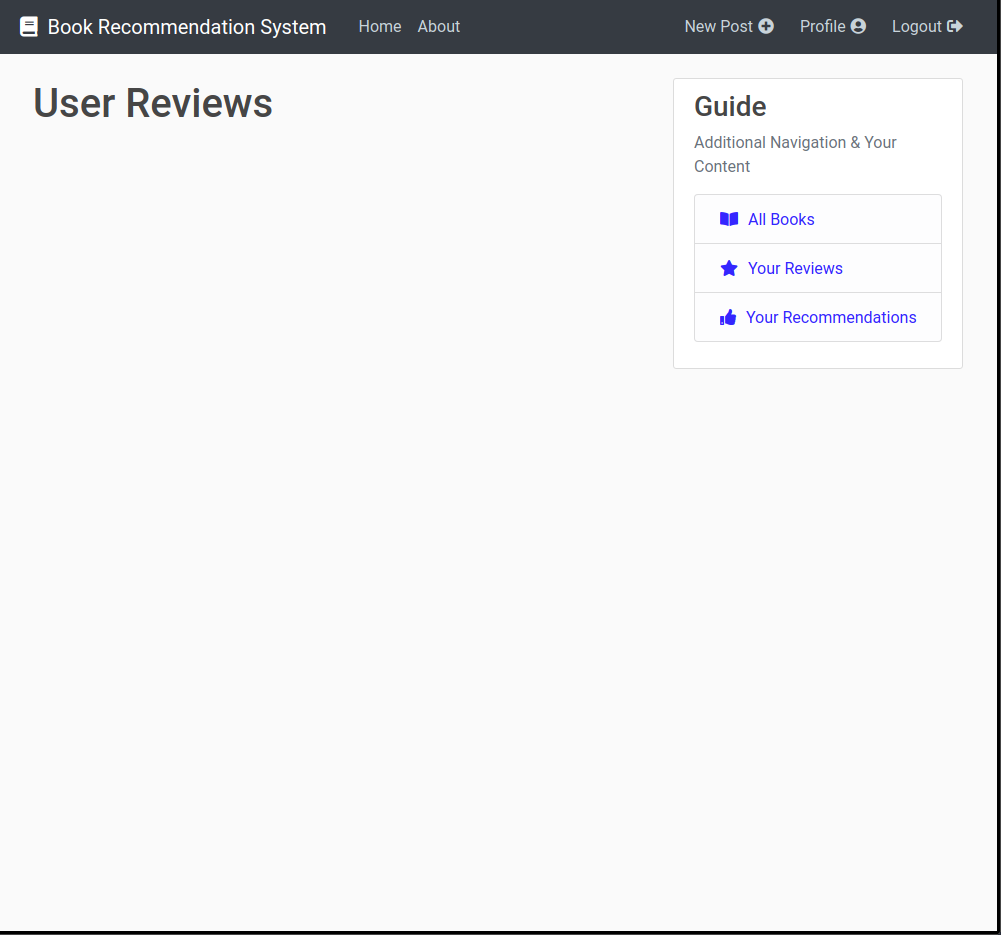 Book Recommendation System Home About New Post Profile Logout
User Reviews
Guide
Additional Navigation & Your
Content
All Books
Your Reviews
Your Recommendations